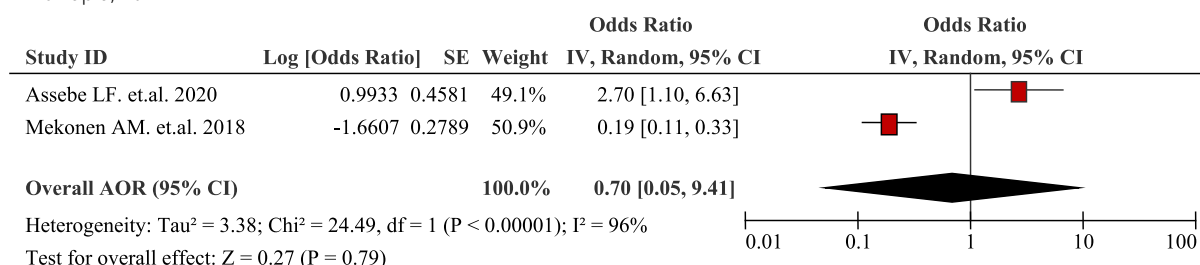 Odds Ratio Odds Ratio
Study ID Log [Odds Ratio] SE Weight IV, Random, 95% CI IV, Random, 95% CI
Assebe LF. et.al. 2020 0.9933 0.4581 49.1% 2.70 [1.10, 6.63]
Mekonen AM. et.al. 2018 -1.6607 0.2789 50.9% 0.19 [0.11, 0.33]
Overall AOR (95% CI) 100.0% 0.70 [0.05, 9.41]
Heterogeneity: Tau² = 3.38; Chi² = 24.49, df = 1 (P < 0.00001); I² = 96%
0.01 0.1 1 10 100
Test for overall effect: Z = 0.27 (P = 0.79)